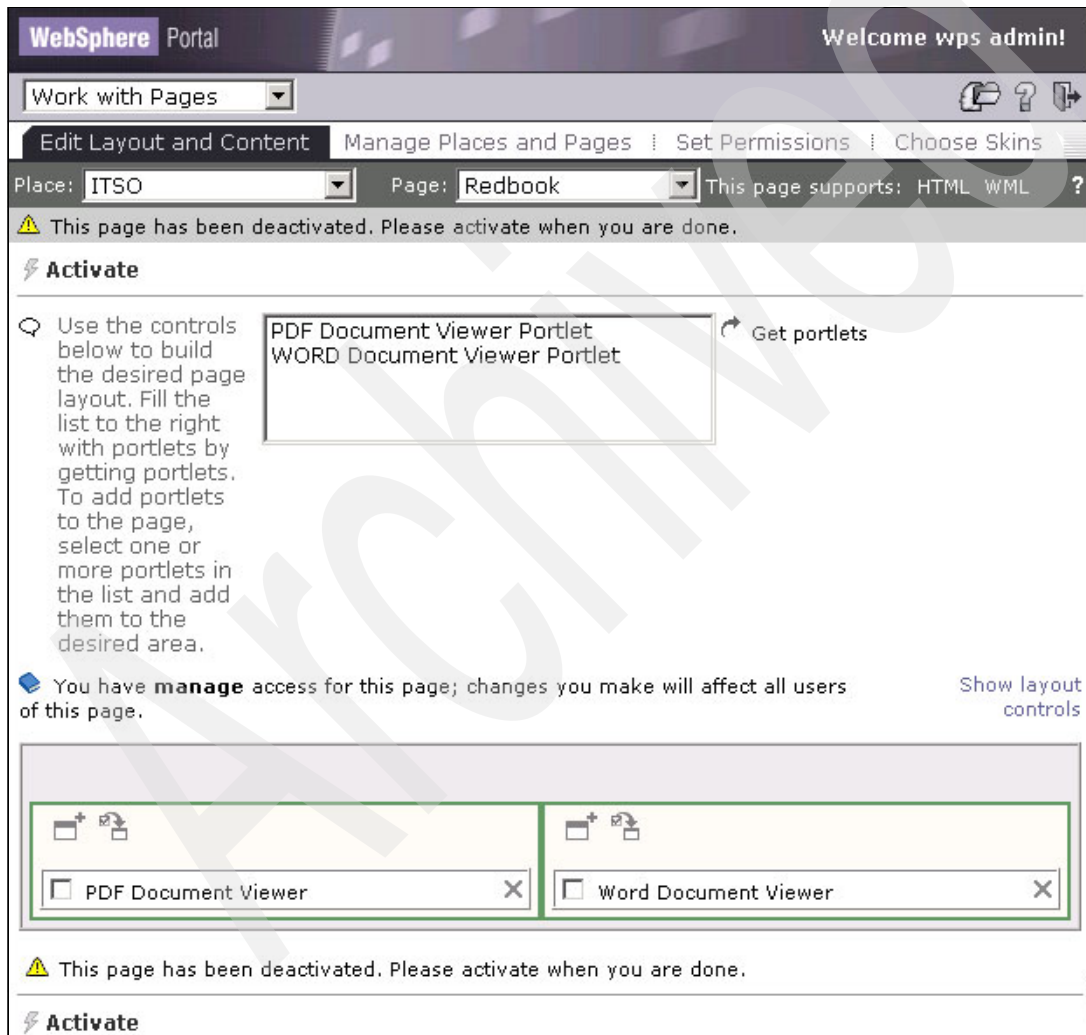 WebSphere Portal Welcome wps admin!
Work with Pages ?
Edit Layout and Content Manage Places and Pages Set Permissions Choose Skins
Place: ITSO Page: Redbook This page supports: HTML WML ?
This page has been deactivated. Please activate when you are done.
Activate
Use the controls
below to build
the desired page
layout. Fill the
list to the right
with portlets by
getting portlets.
To add portlets
to the page,
select one or
more portlets in
the list and add
them to the
desired area.
PDF Document Viewer Portlet
WORD Document Viewer Portlet
Get portlets
You have manage access for this page; changes you make will affect all users
of this page.
Show layout
controls
PDF Document Viewer
Word Document Viewer
This page has been deactivated. Please activate when you are done.
Activate
Archived